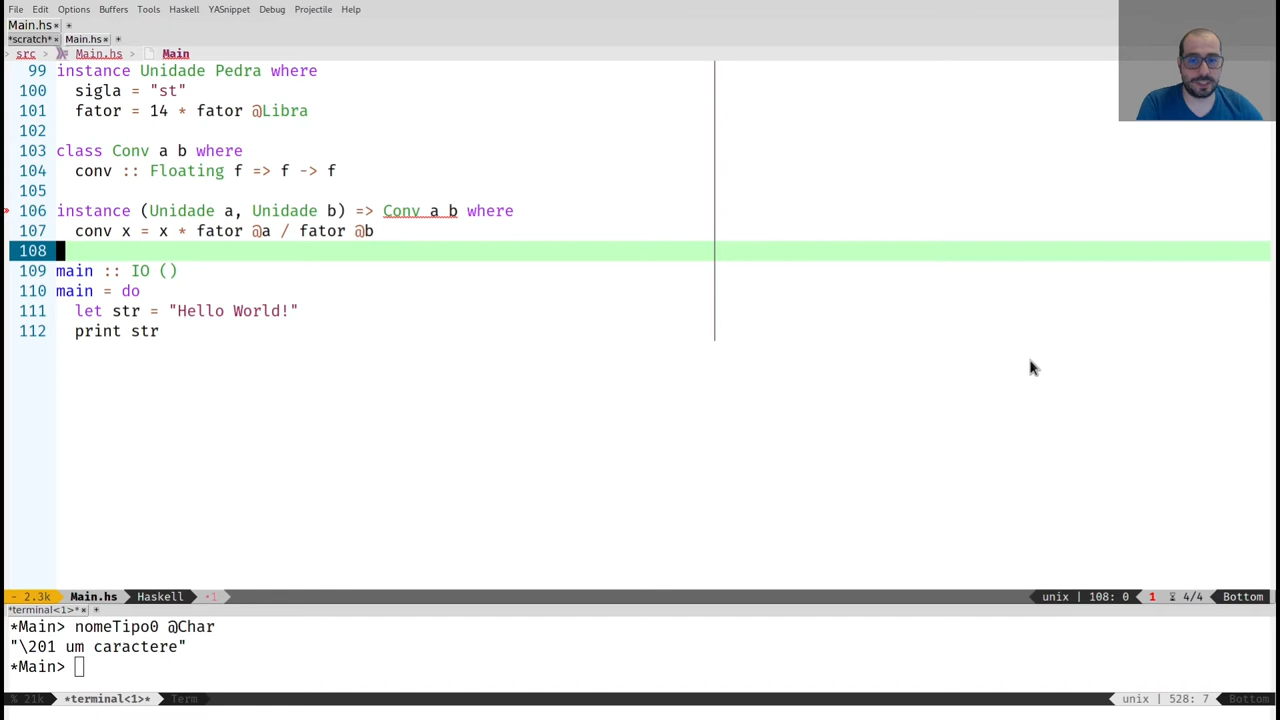 File Edit Options Buffers Tools Haskell YASnippet Debug Projectile Help
Main.hs
*scratch* Main.hs
> src > Main.hs > Main
99 instance Unidade Pedra where
100 sigla = "st"
101 fator = 14 * fator @Libra
102
103 class Conv a b where
104 conv :: Floating f => f -> f
105
106 instance (Unidade a, Unidade b) => Conv a b where
107 conv x = x * fator @a / fator @b
108
109 main :: IO ()
110 main = do
111 let str = "Hello World!"
112 print str
- 2.3k Main.hs Haskell •1 unix | 108: 0 1 4/4 Bottom
*terminal<1>*
*Main> nomeTipo0 @Char
"\201 um caractere"
*Main>
% 21k *terminal<1>* Term unix | 528: 7 Bottom